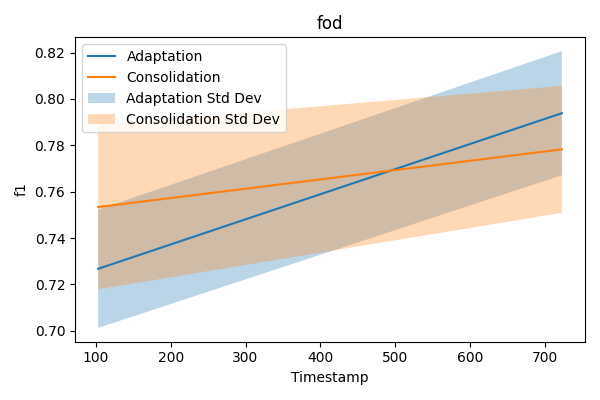 fod
Adaptation
Consolidation
Adaptation Std Dev
Consolidation Std Dev
f1
0.82
0.80
0.78
0.76
0.74
0.72
0.70
100 200 300 400 500 600 700
Timestamp